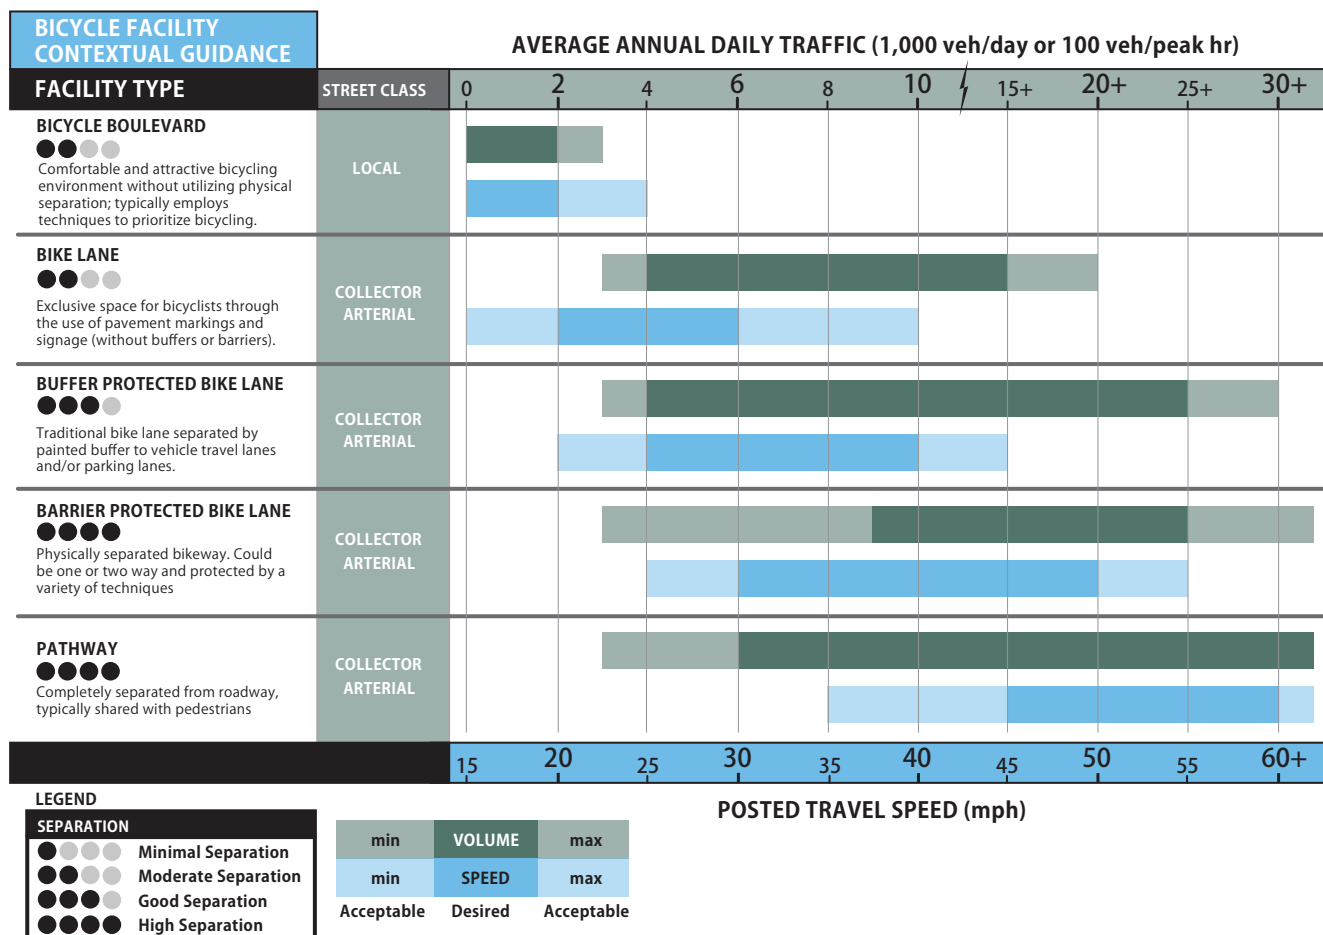 BICYCLE FACILITY
CONTEXTUAL GUIDANCE
AVERAGE ANNUAL DAILY TRAFFIC (1,000 veh/day or 100 veh/peak hr)
FACILITY TYPE
STREET CLASS
0 2 4 6 8 10 15+ 20+ 25+ 30+
BICYCLE BOULEVARD
Comfortable and attractive bicycling
environment without utilizing physical
separation; typically employs
techniques to prioritize bicycling.
LOCAL
BIKE LANE
Exclusive space for bicyclists through
the use of pavement markings and
signage (without buffers or barriers).
COLLECTOR
ARTERIAL
BUFFER PROTECTED BIKE LANE
Traditional bike lane separated by
painted buffer to vehicle travel lanes
and/or parking lanes.
COLLECTOR
ARTERIAL
BARRIER PROTECTED BIKE LANE
Physically separated bikeway. Could
be one or two way and protected by a
variety of techniques
COLLECTOR
ARTERIAL
PATHWAY
Completely separated from roadway,
typically shared with pedestrians
COLLECTOR
ARTERIAL
15 20 25 30 35 40 45 50 55 60+
POSTED TRAVEL SPEED (mph)
LEGEND
SEPARATION
Minimal Separation
Moderate Separation
Good Separation
High Separation
min VOLUME max
min SPEED max
Acceptable Desired Acceptable